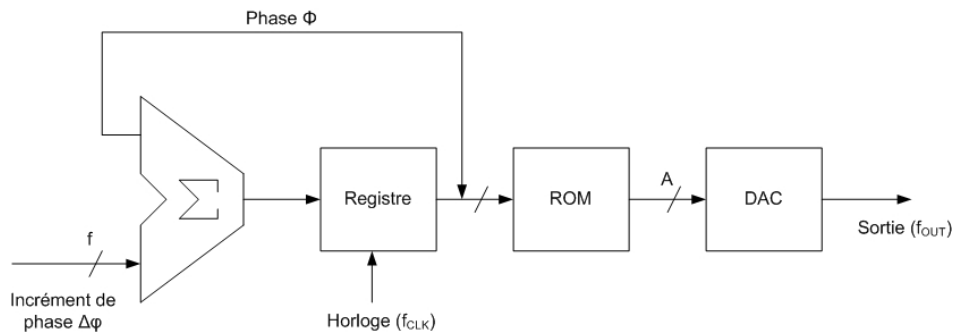 Phase Φ
f
Incrément de
phase Δφ
Σ
Registre
Horloge (fCLK)
ROM
A
DAC
Sortie (fOUT)